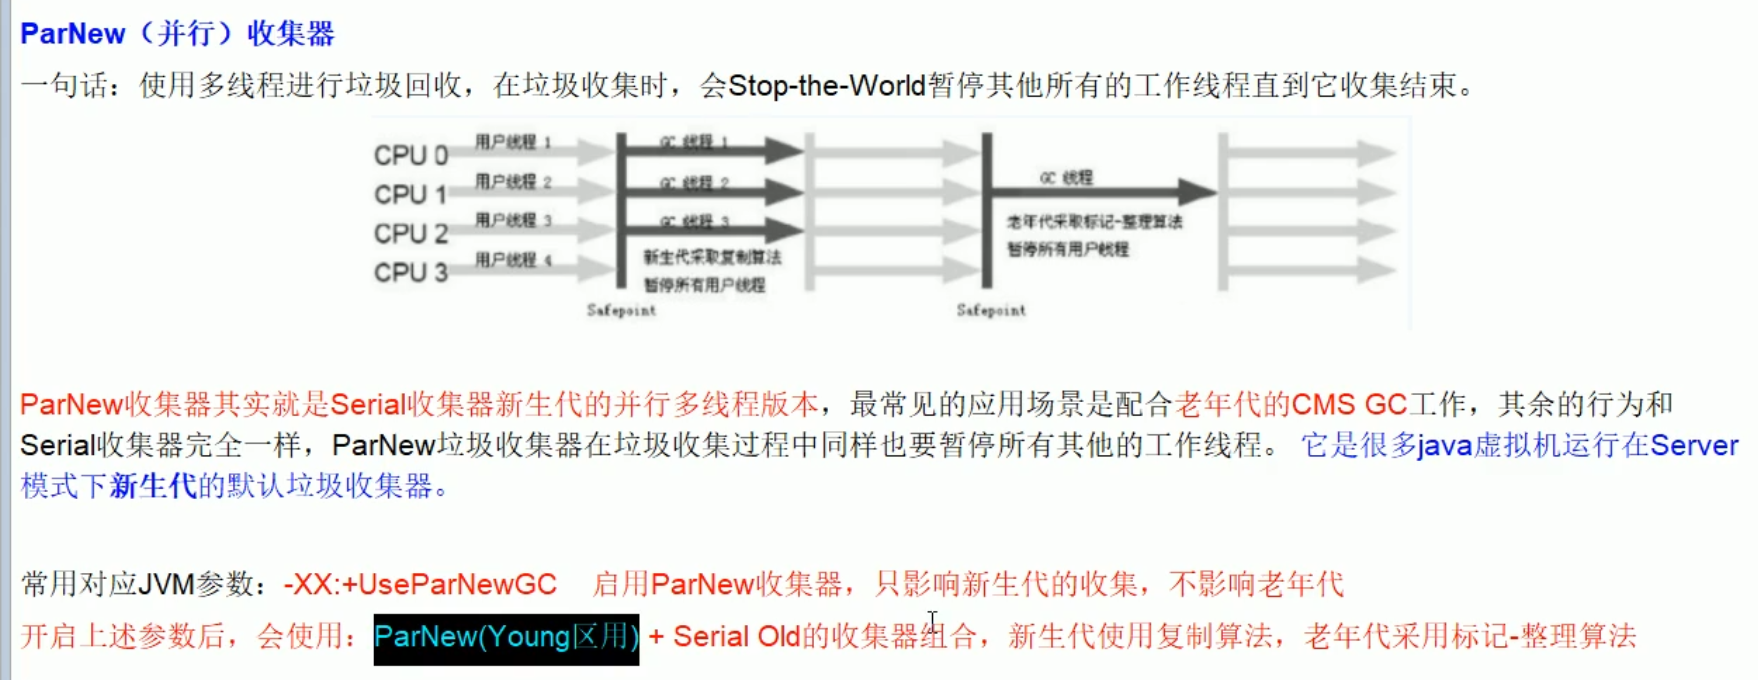 ParNew（并行）收集器
一句话：使用多线程进行垃圾回收，在垃圾收集时，会Stop-the-World暂停其他所有的工作线程直到它收集结束。
CPU 0 用户线程 1 GC 线程 1
CPU 1 用户线程 2 GC 线程 2 GC 线程
CPU 2 用户线程 3 GC 线程 3 老年代采取标记-整理算法
CPU 3 用户线程 4 新生代采取复制算法 暂停所有用户线程
暂停所有用户线程
Safepoint Safepoint
ParNew收集器其实就是Serial收集器新生代的并行多线程版本，最常见的应用场景是配合老年代的CMS GC工作，其余的行为和
Serial收集器完全一样，ParNew垃圾收集器在垃圾收集过程中同样也要暂停所有其他的工作线程。 它是很多java虚拟机运行在Server
模式下新生代的默认垃圾收集器。
常用对应JVM参数：-XX:+UseParNewGC 启用ParNew收集器，只影响新生代的收集，不影响老年代
开启上述参数后，会使用：ParNew(Young区用) + Serial Old的收集器组合，新生代使用复制算法，老年代采用标记-整理算法